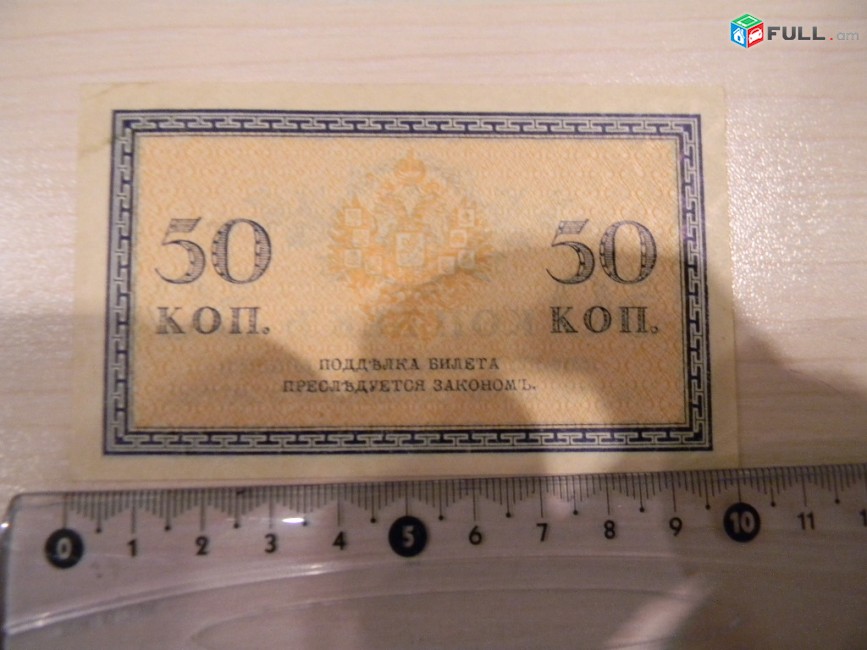 FULL.am
50 50
КОП. КОП.
ПОДДѢЛКА БИЛЕТА
ПРЕСЛѢДУЕТСЯ ЗАКОНОМЪ.
0 1 2 3 4 5 6 7 8 9 10 11